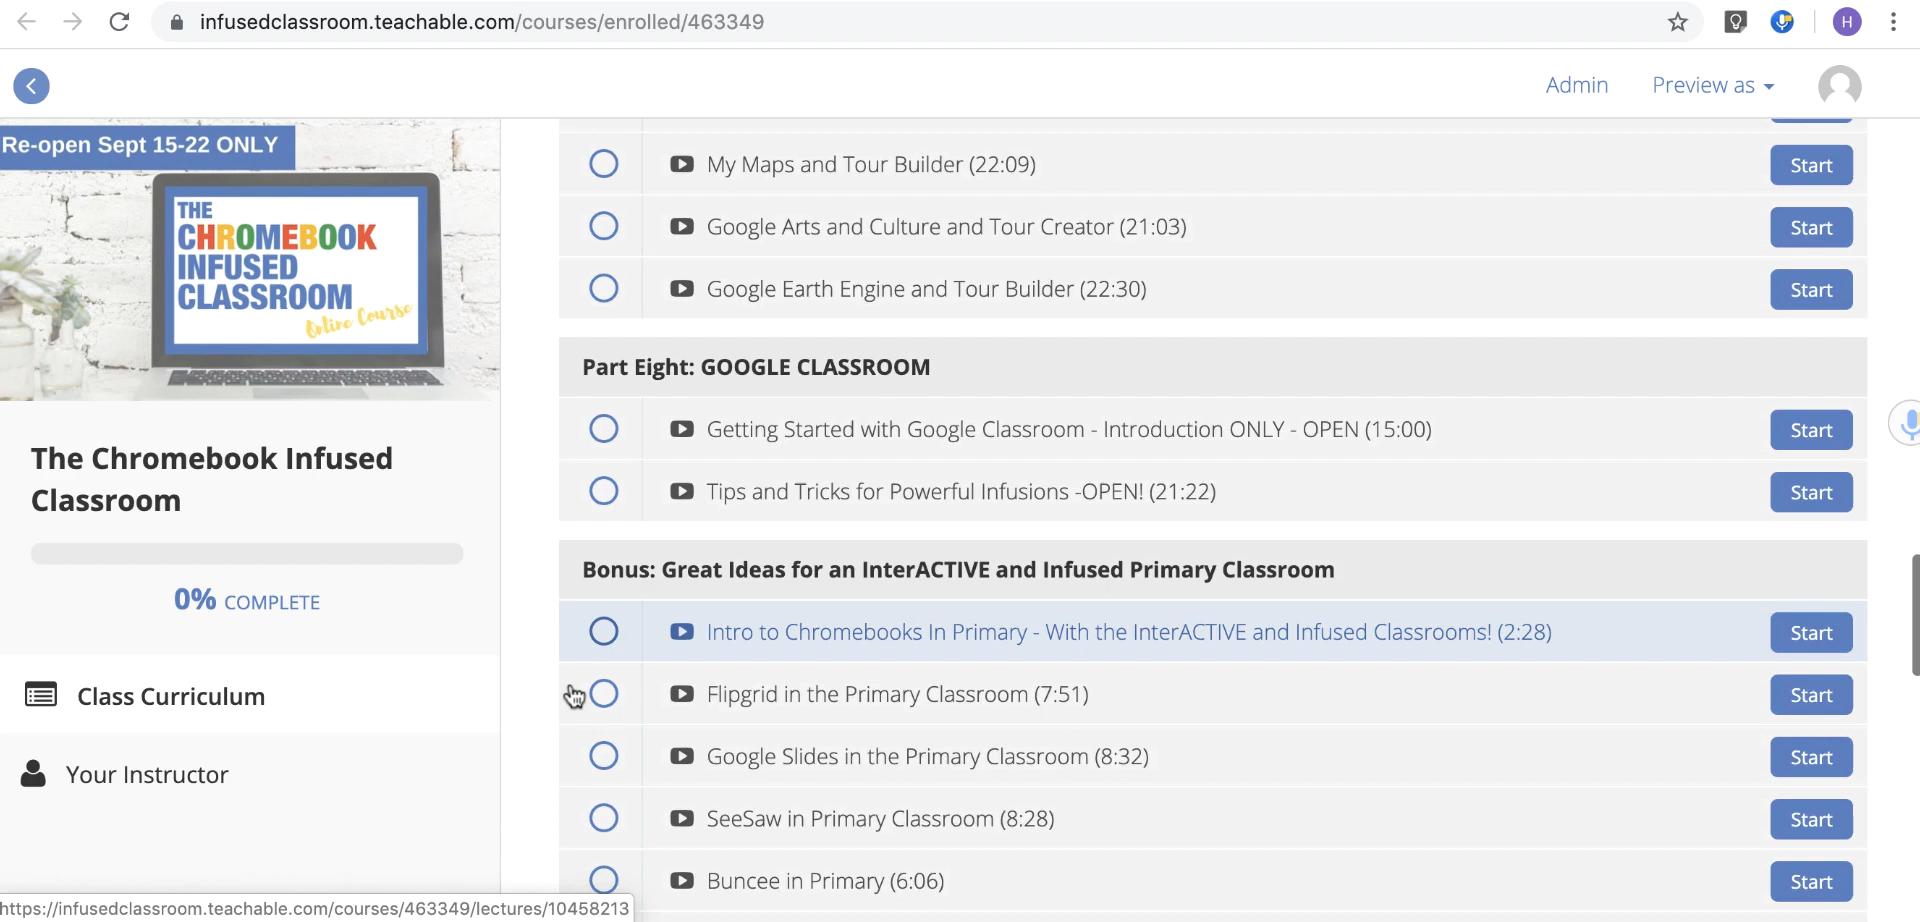 infusedclassroom.teachable.com/courses/enrolled/463349
H
Admin
Preview as
Re-open Sept 15-22 ONLY
THE
CHROMEBOOK
INFUSED
CLASSROOM
Online Course
The Chromebook Infused
Classroom
0% COMPLETE
Class Curriculum
Your Instructor
My Maps and Tour Builder (22:09)
Start
Google Arts and Culture and Tour Creator (21:03)
Start
Google Earth Engine and Tour Builder (22:30)
Start
Part Eight: GOOGLE CLASSROOM
Getting Started with Google Classroom - Introduction ONLY - OPEN (15:00)
Start
Tips and Tricks for Powerful Infusions -OPEN! (21:22)
Start
Bonus: Great Ideas for an InterACTIVE and Infused Primary Classroom
Intro to Chromebooks In Primary - With the InterACTIVE and Infused Classrooms! (2:28)
Start
Flipgrid in the Primary Classroom (7:51)
Start
Google Slides in the Primary Classroom (8:32)
Start
SeeSaw in Primary Classroom (8:28)
Start
Buncee in Primary (6:06)
Start
https://infusedclassroom.teachable.com/courses/463349/lectures/10458213